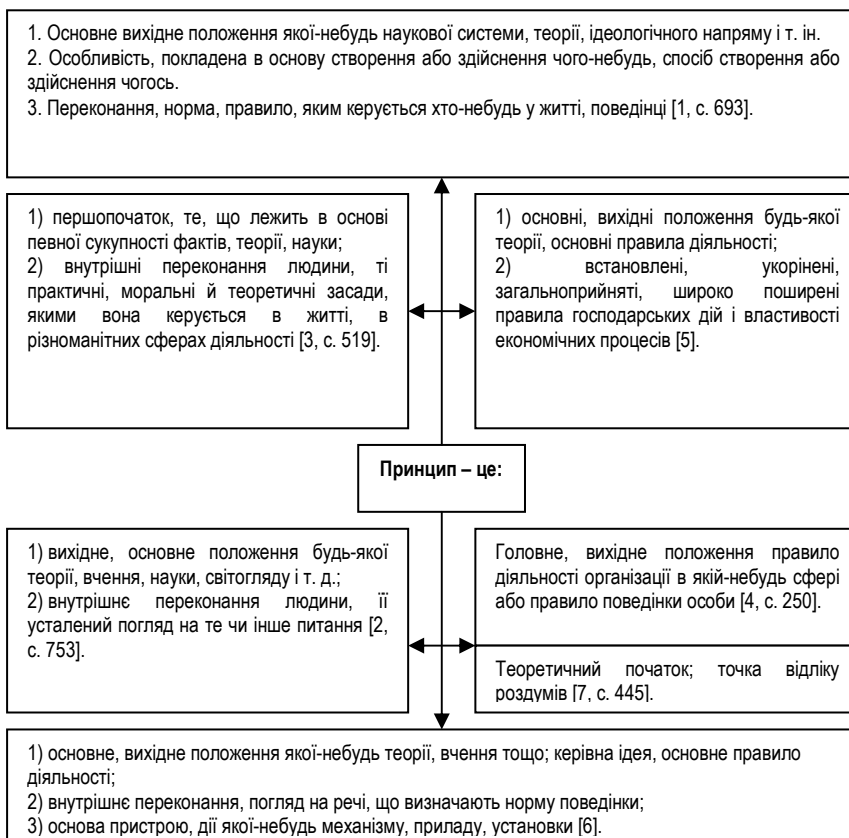 1. Основне вихідне положення якої-небудь наукової системи, теорії, ідеологічного напряму і т. ін.
2. Особливість, покладена в основу створення або здійснення чого-небудь, спосіб створення або
здійснення чогось.
3. Переконання, норма, правило, яким керується хто-небудь у житті, поведінці [1, с. 693].
1) першопочаток, те, що лежить в основі
певної сукупності фактів, теорії, науки;
2) внутрішні переконання людини, ті
практичні, моральні й теоретичні засади,
якими вона керується в житті, в
різноманітних сферах діяльності [3, с. 519].
1) основні, вихідні положення будь-якої
теорії, основні правила діяльності;
2) встановлені, укорінені,
загальноприйняті, широко поширені
правила господарських дій і властивості
економічних процесів [5].
Принцип – це:
1) вихідне, основне положення будь-якої
теорії, вчення, науки, світогляду і т. д.;
2) внутрішнє переконання людини, її
усталений погляд на те чи інше питання [2,
с. 753].
Головне, вихідне положення правило
діяльності організації в якій-небудь сфері
або правило поведінки особи [4, с. 250].
Теоретичний початок; точка відліку
роздумів [7, с. 445].
1) основне, вихідне положення якої-небудь теорії, вчення тощо; керівна ідея, основне правило
діяльності;
2) внутрішнє переконання, погляд на речі, що визначають норму поведінки;
3) основа пристрою, дії якої-небудь механізму, приладу, установки [6].